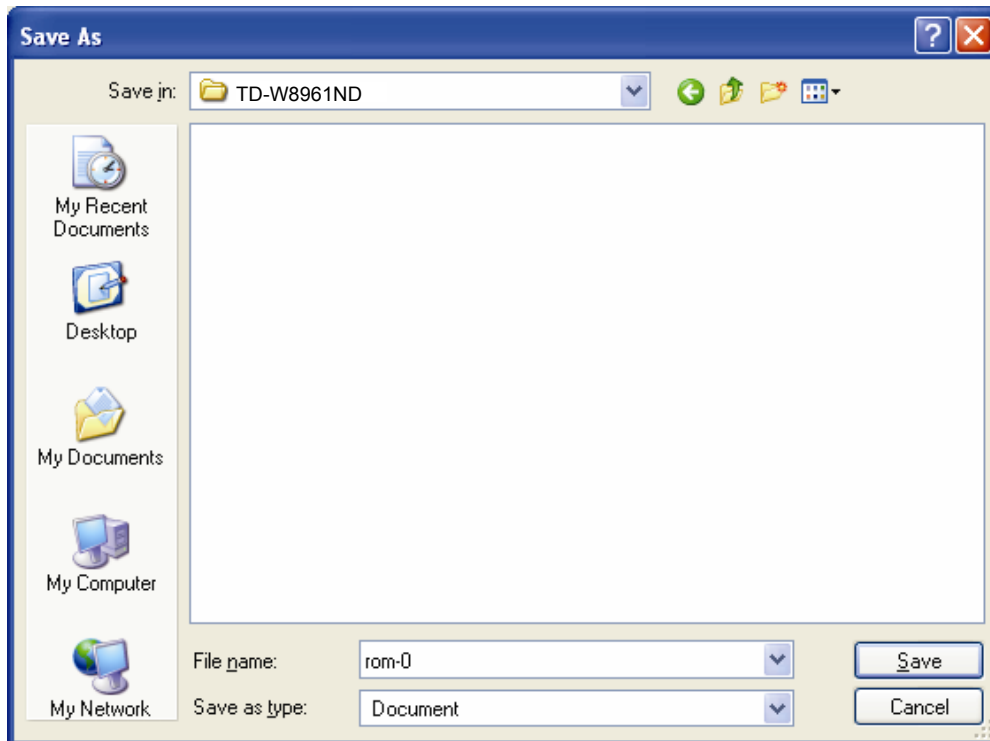 Save As
Save in: TD-W8961ND
My Recent
Documents
Desktop
My Documents
My Computer
My Network
File name: rom-0 Save
Save as type: Document Cancel